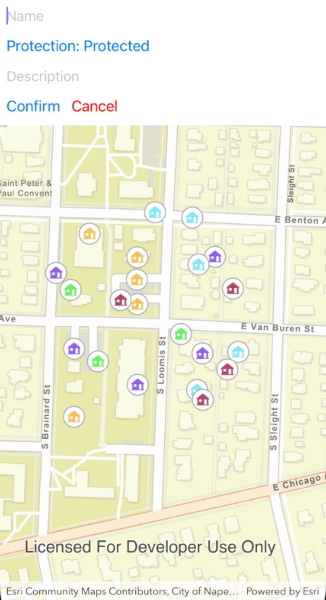 Name
Protection: Protected
Description
Confirm Cancel
Saint Peter &
Paul Convent
Sleight St
E Benton A
Ave
E Van Buren St
S Brainard St
S Loomis St
S Sleight St
E Chicago A
Licensed For Developer Use Only
Esri Community Maps Contributors, City of Nape... Powered by Esri